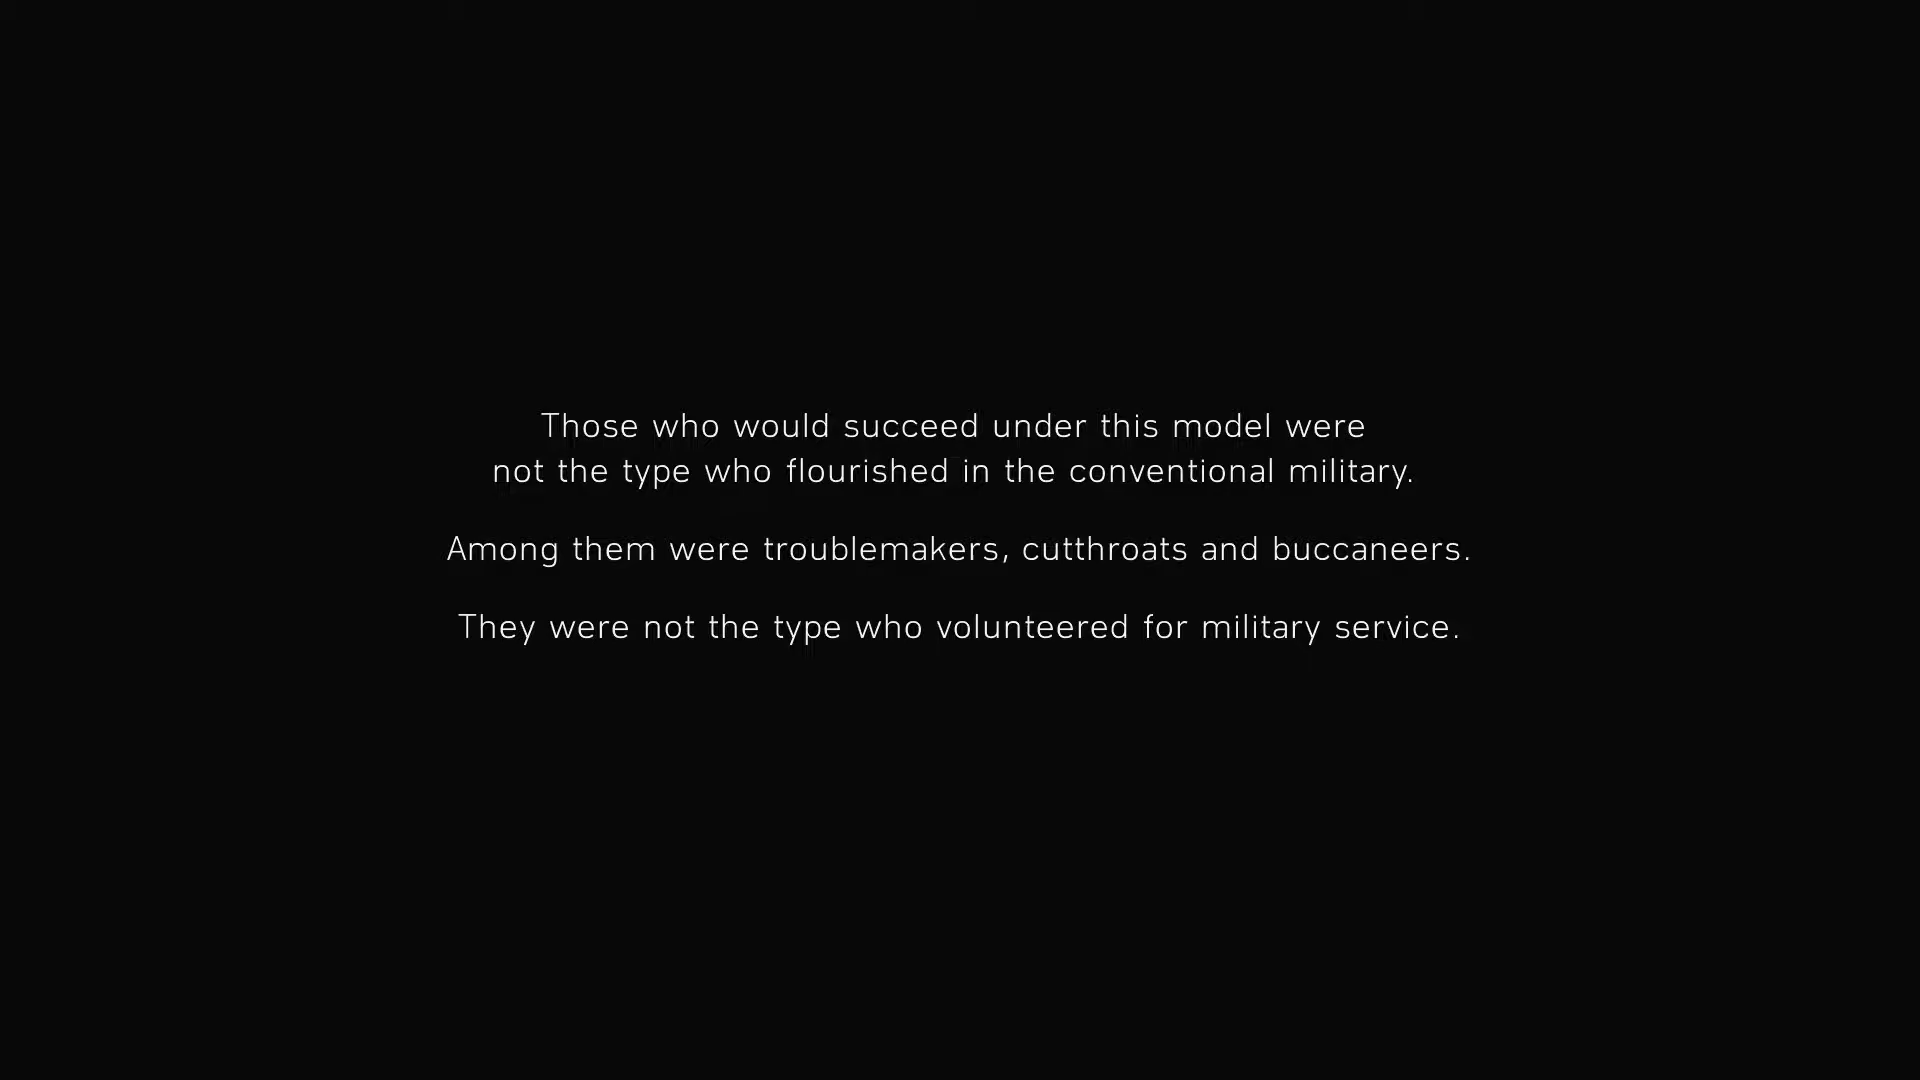 Those who would succeed under this model were
not the type who flourished in the conventional military.
Among them were troublemakers, cutthroats and buccaneers.
They were not the type who volunteered for military service.